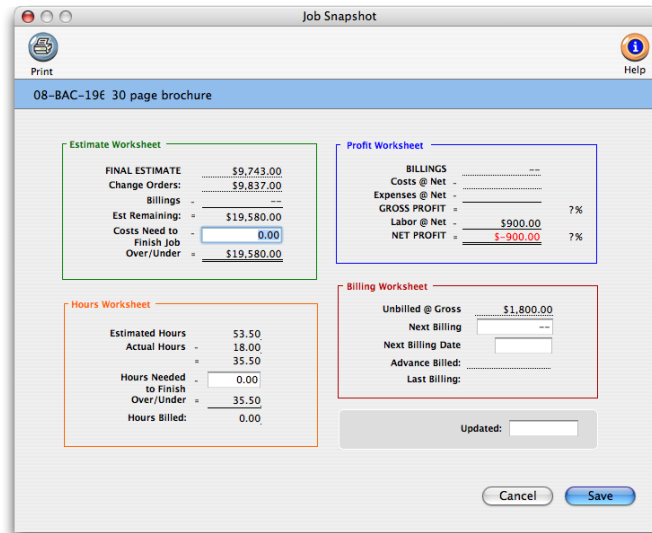 Job Snapshot
Print
Help
08-BAC-196 30 page brochure
Estimate Worksheet
FINAL ESTIMATE $9,743.00
Change Orders: $9,837.00
Billings - --
Est Remaining: = $19,580.00
Costs Need to - 0.00
Finish Job
Over/Under = $19,580.00
Profit Worksheet
BILLINGS --
Costs @ Net -
Expenses @ Net -
GROSS PROFIT = ?%
Labor @ Net - $900.00
NET PROFIT = $-900.00 ?%
Hours Worksheet
Estimated Hours 53.50
Actual Hours - 18.00
= 35.50
Hours Needed - 0.00
to Finish
Over/Under = 35.50
Hours Billed: 0.00
Billing Worksheet
Unbilled @ Gross $1,800.00
Next Billing --
Next Billing Date
Advance Billed:
Last Billing:
Updated:
Cancel Save